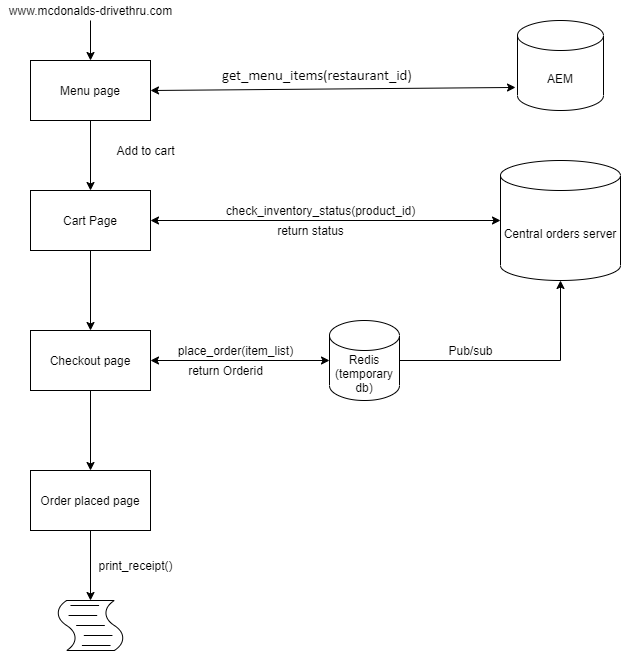 www.mcdonalds-drivethru.com
Menu page
get_menu_items(restaurant_id)
AEM
Add to cart
Cart Page
check_inventory_status(product_id)
return status
Central orders server
Checkout page
place_order(item_list)
return Orderid
Redis
(temporary
db)
Pub/sub
Order placed page
print_receipt()